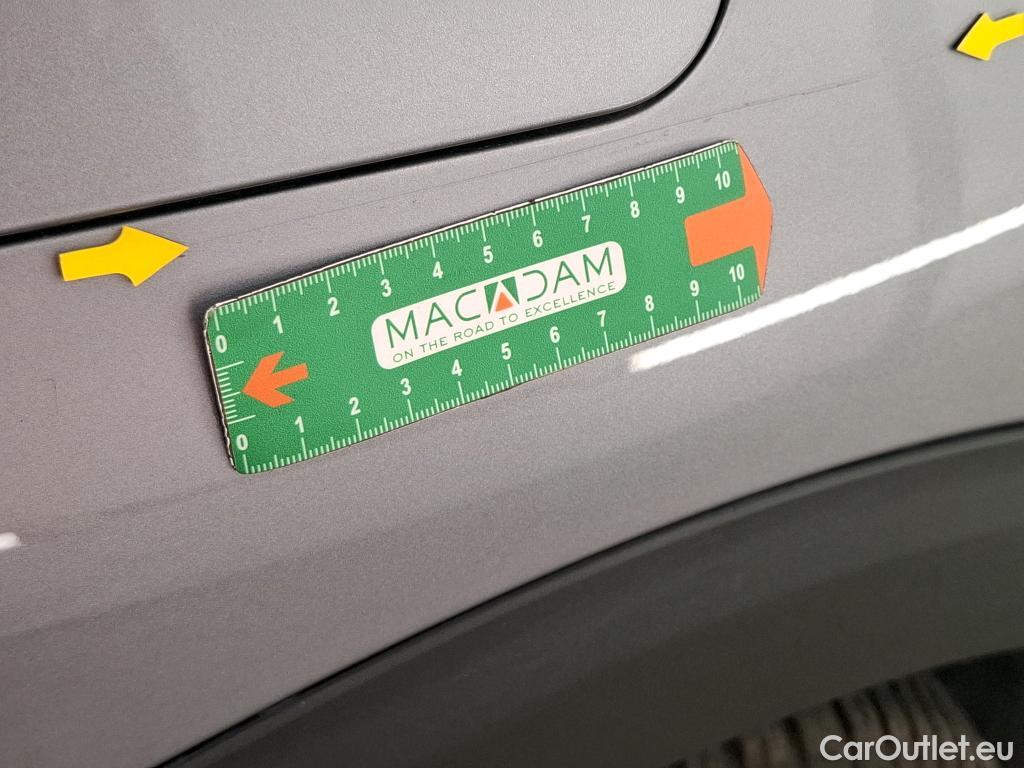 0 1 2 3 4 5 6 7 8 9 10
MACADAM
ON THE ROAD TO EXCELLENCE
0 1 2 3 4 5 6 7 8 9 10
CarOutlet.eu